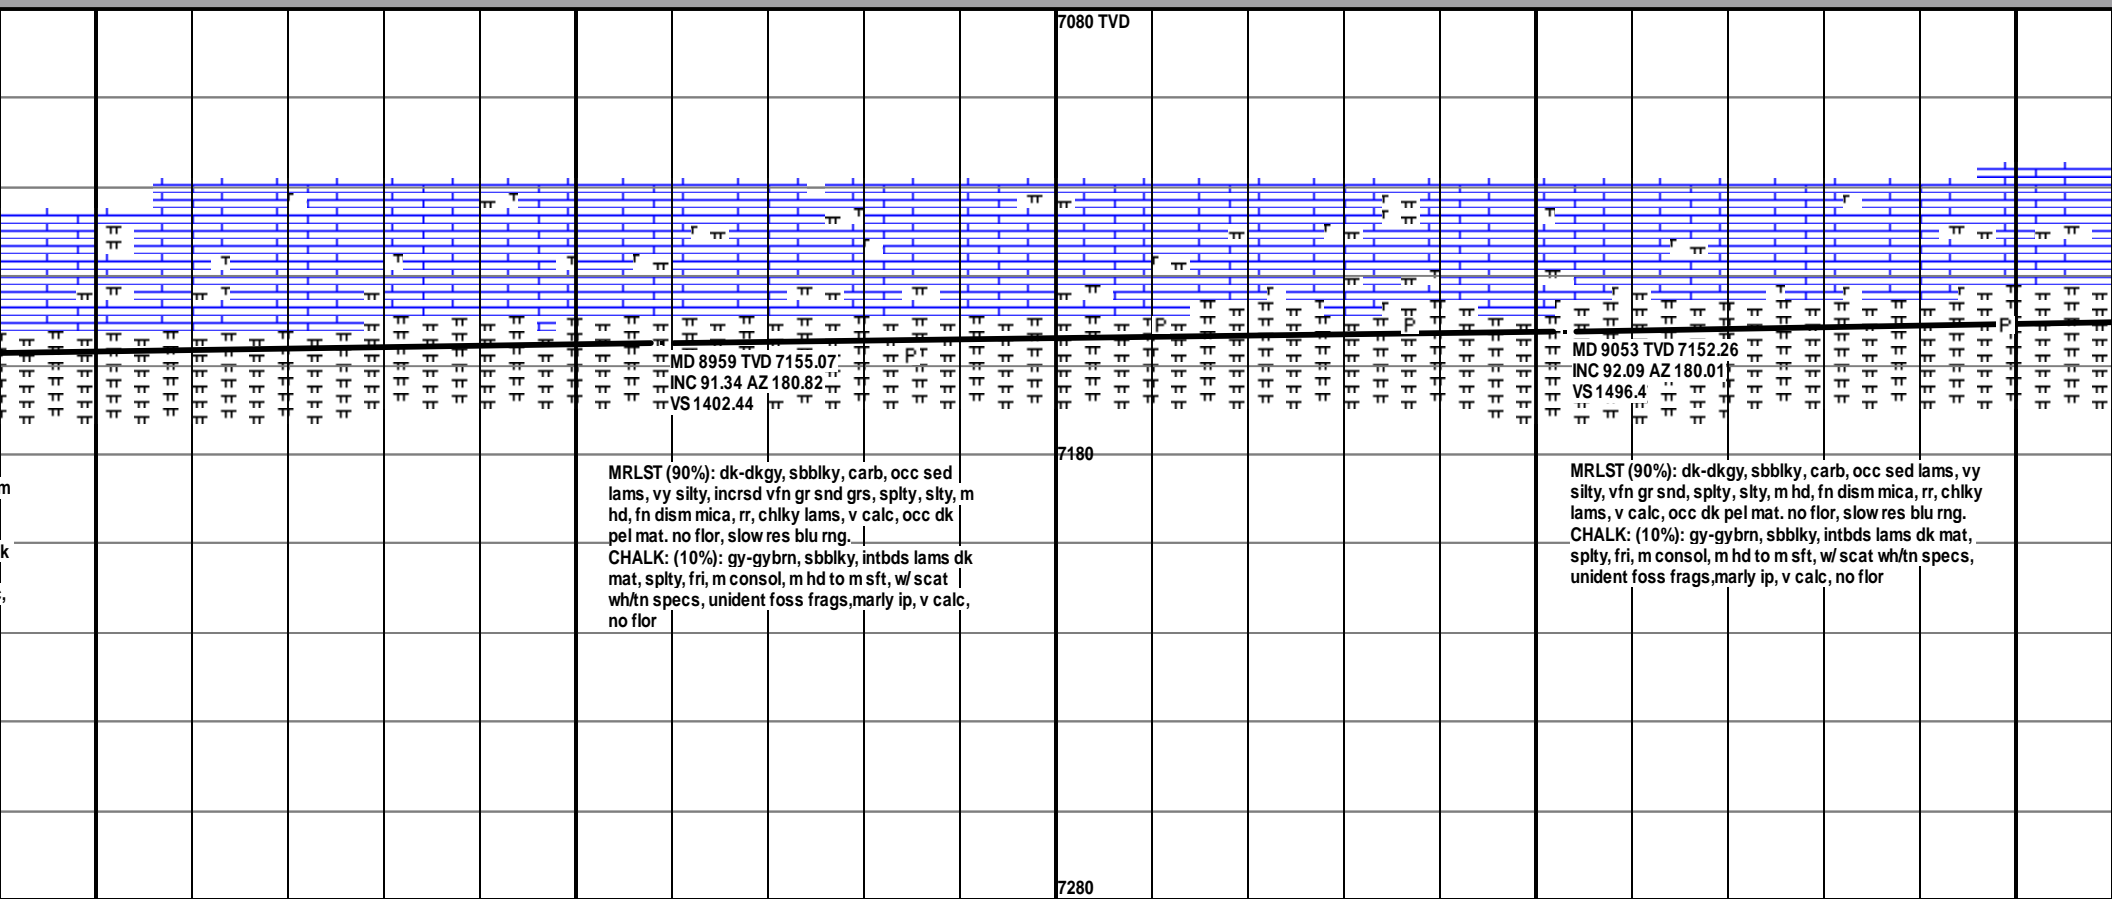 7080 TVD
MD 8959 TVD 7155.07
INC 91.34 AZ 180.82
VS 1402.44
MD 9053 TVD 7152.26
INC 92.09 AZ 180.01
VS 1496.4
7180
m
k
MRLST (90%): dk-dkgy, sbblky, carb, occ sed
lams, vy silty, incrsd vfn gr snd grs, splty, slty, m
hd, fn dism mica, rr, chlky lams, v calc, occ dk
pel mat. no flor, slow res blu rng.
CHALK: (10%): gy-gybrn, sbblky, intbds lams dk
mat, splty, fri, m consol, m hd to m sft, w/ scat
wh/tn specs, unident foss frags,marly ip, v calc,
no flor
MRLST (90%): dk-dkgy, sbblky, carb, occ sed lams, vy
silty, vfn gr snd, splty, slty, m hd, fn dism mica, rr, chlky
lams, v calc, occ dk pel mat. no flor, slow res blu rng.
CHALK: (10%): gy-gybrn, sbblky, intbds lams dk mat,
splty, fri, m consol, m hd to m sft, w/ scat wh/tn specs,
unident foss frags,marly ip, v calc, no flor
7280